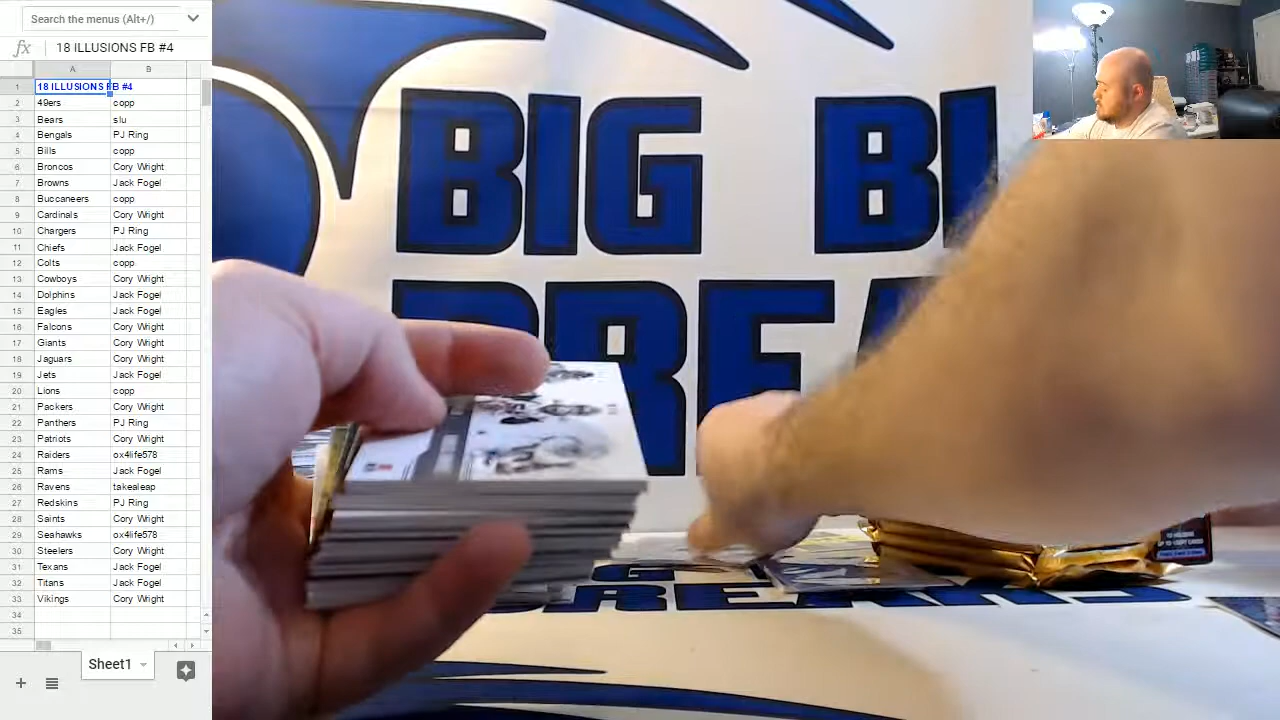 Search the menus (Alt+/)
fx 18 ILLUSIONS FB #4
A B
1 18 ILLUSIONS FB #4
2 49ers copp
3 Bears slu
4 Bengals PJ Ring
5 Bills copp
6 Broncos Cory Wright
7 Browns Jack Fogel
8 Buccaneers copp
9 Cardinals Cory Wright
10 Chargers PJ Ring
11 Chiefs Jack Fogel
12 Colts copp
13 Cowboys Cory Wright
14 Dolphins Jack Fogel
15 Eagles Jack Fogel
16 Falcons Cory Wright
17 Giants Cory Wright
18 Jaguars Cory Wright
19 Jets Jack Fogel
20 Lions copp
21 Packers Cory Wright
22 Panthers PJ Ring
23 Patriots Cory Wright
24 Raiders ox4life578
25 Rams Jack Fogel
26 Ravens takealeap
27 Redskins PJ Ring
28 Saints Cory Wright
29 Seahawks ox4life578
30 Steelers Cory Wright
31 Texans Jack Fogel
32 Titans Jack Fogel
33 Vikings Cory Wright
34
35
Sheet1
BIG BL
BREA
BREAKS